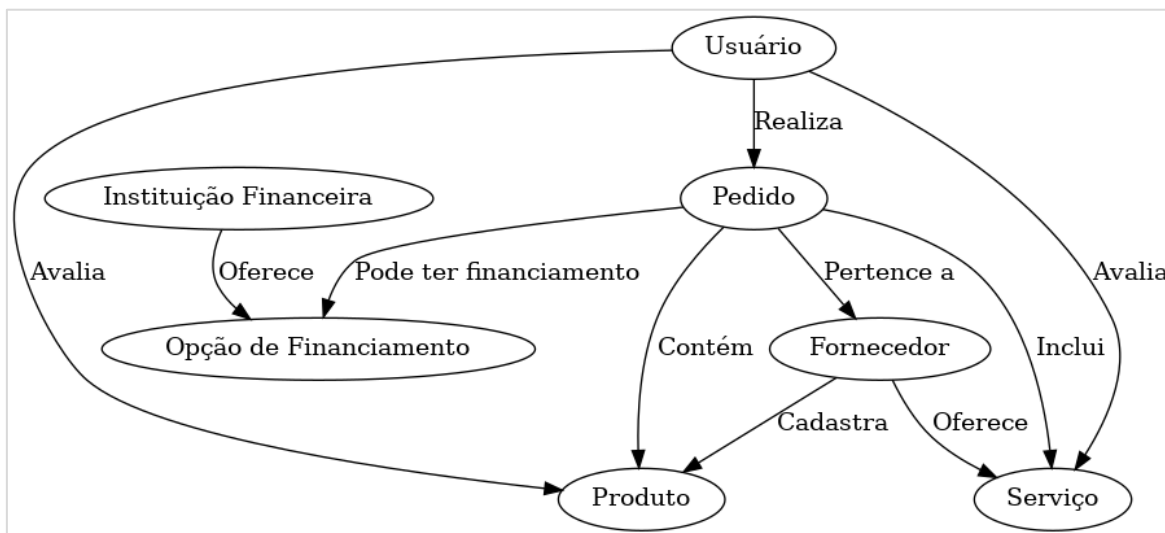 Usuário
Realiza
Instituição Financeira
Pedido
Avalia
Oferece
Pode ter financiamento
Pertence a
Avalia
Opção de Financiamento
Contém
Fornecedor
Inclui
Cadastra
Oferece
Produto
Serviço